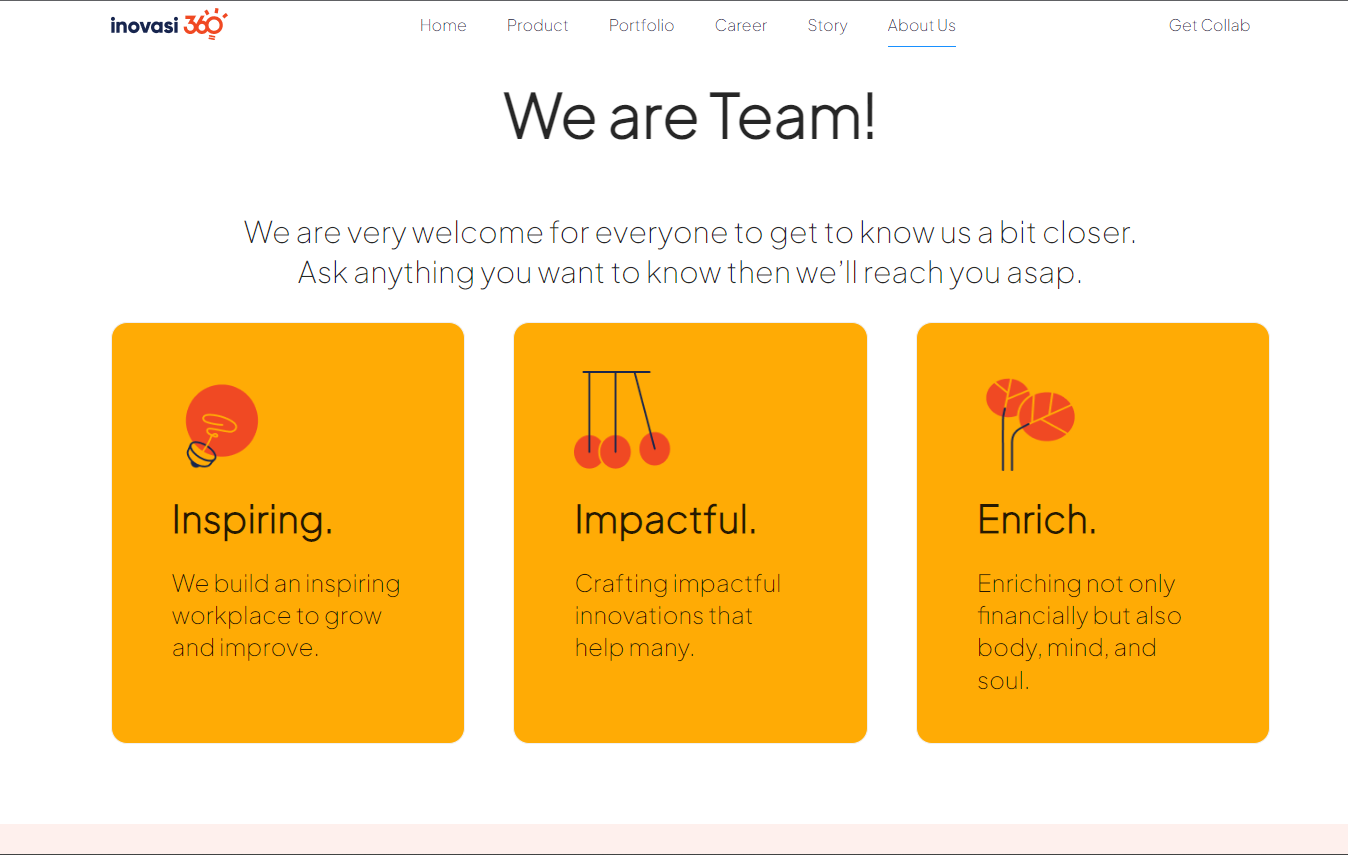 inovasi 360
Home
Product
Portfolio
Career
Story
About Us
Get Collab
We are Team!
We are very welcome for everyone to get to know us a bit closer.
Ask anything you want to know then we’ll reach you asap.
Inspiring.
We build an inspiring
workplace to grow
and improve.
Impactful.
Crafting impactful
innovations that
help many.
Enrich.
Enriching not only
financially but also
body, mind, and
soul.